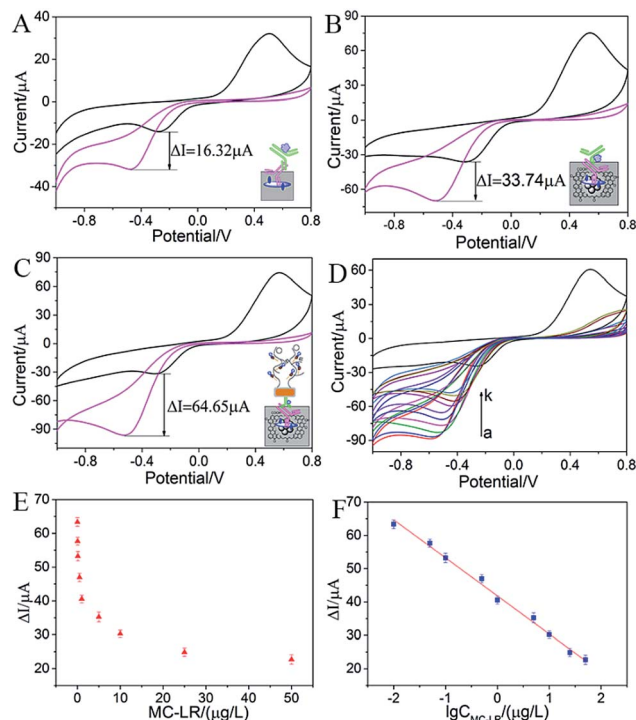 A
Current/μA
40
20
0
-20
-40
ΔI=16.32μA
-0.8 -0.4 0.0 0.4 0.8
Potential/V
B
Current/μA
90
60
30
0
-30
-60
ΔI=33.74μA
-0.8 -0.4 0.0 0.4 0.8
Potential/V
C
Current/μA
90
60
30
0
-30
-60
-90
ΔI=64.65μA
-0.8 -0.4 0.0 0.4 0.8
Potential/V
D
Current/μA
90
60
30
0
-30
-60
-90
k
a
-0.8 -0.4 0.0 0.4 0.8
Potential/V
E
ΔI/μA
70
60
50
40
30
20
0 10 20 30 40 50
MC-LR/(μg/L)
F
ΔI/μA
70
60
50
40
30
20
-2 -1 0 1 2
lgC_MC-LR/(μg/L)